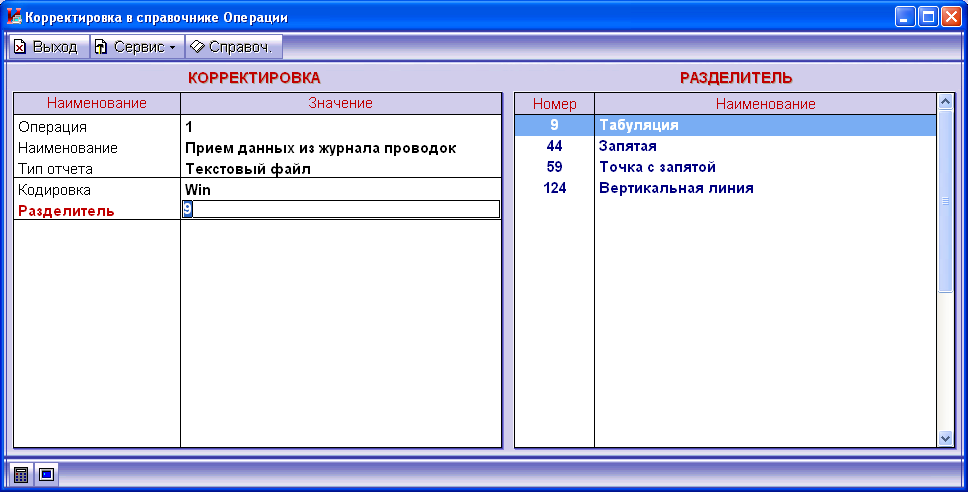 Корректировка в справочнике Операции
Выход Сервис Справоч.
КОРРЕКТИРОВКА
Наименование Значение
Операция 1
Наименование Прием данных из журнала проводок
Тип отчета Текстовый файл
Кодировка Win
Разделитель 9
РАЗДЕЛИТЕЛЬ
Номер Наименование
9 Табуляция
44 Запятая
59 Точка с запятой
124 Вертикальная линия